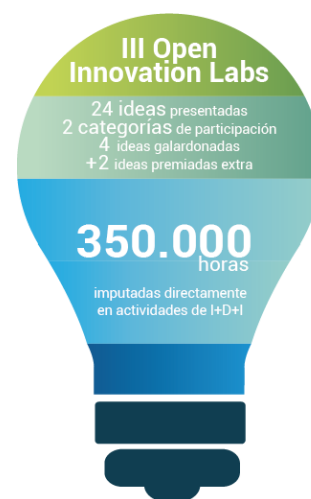 III Open
Innovation Labs
24 ideas presentadas
2 categorías de participación
4 ideas galardonadas
+2 ideas premiadas extra
350.000
horas
imputadas directamente
en actividades de I+D+I